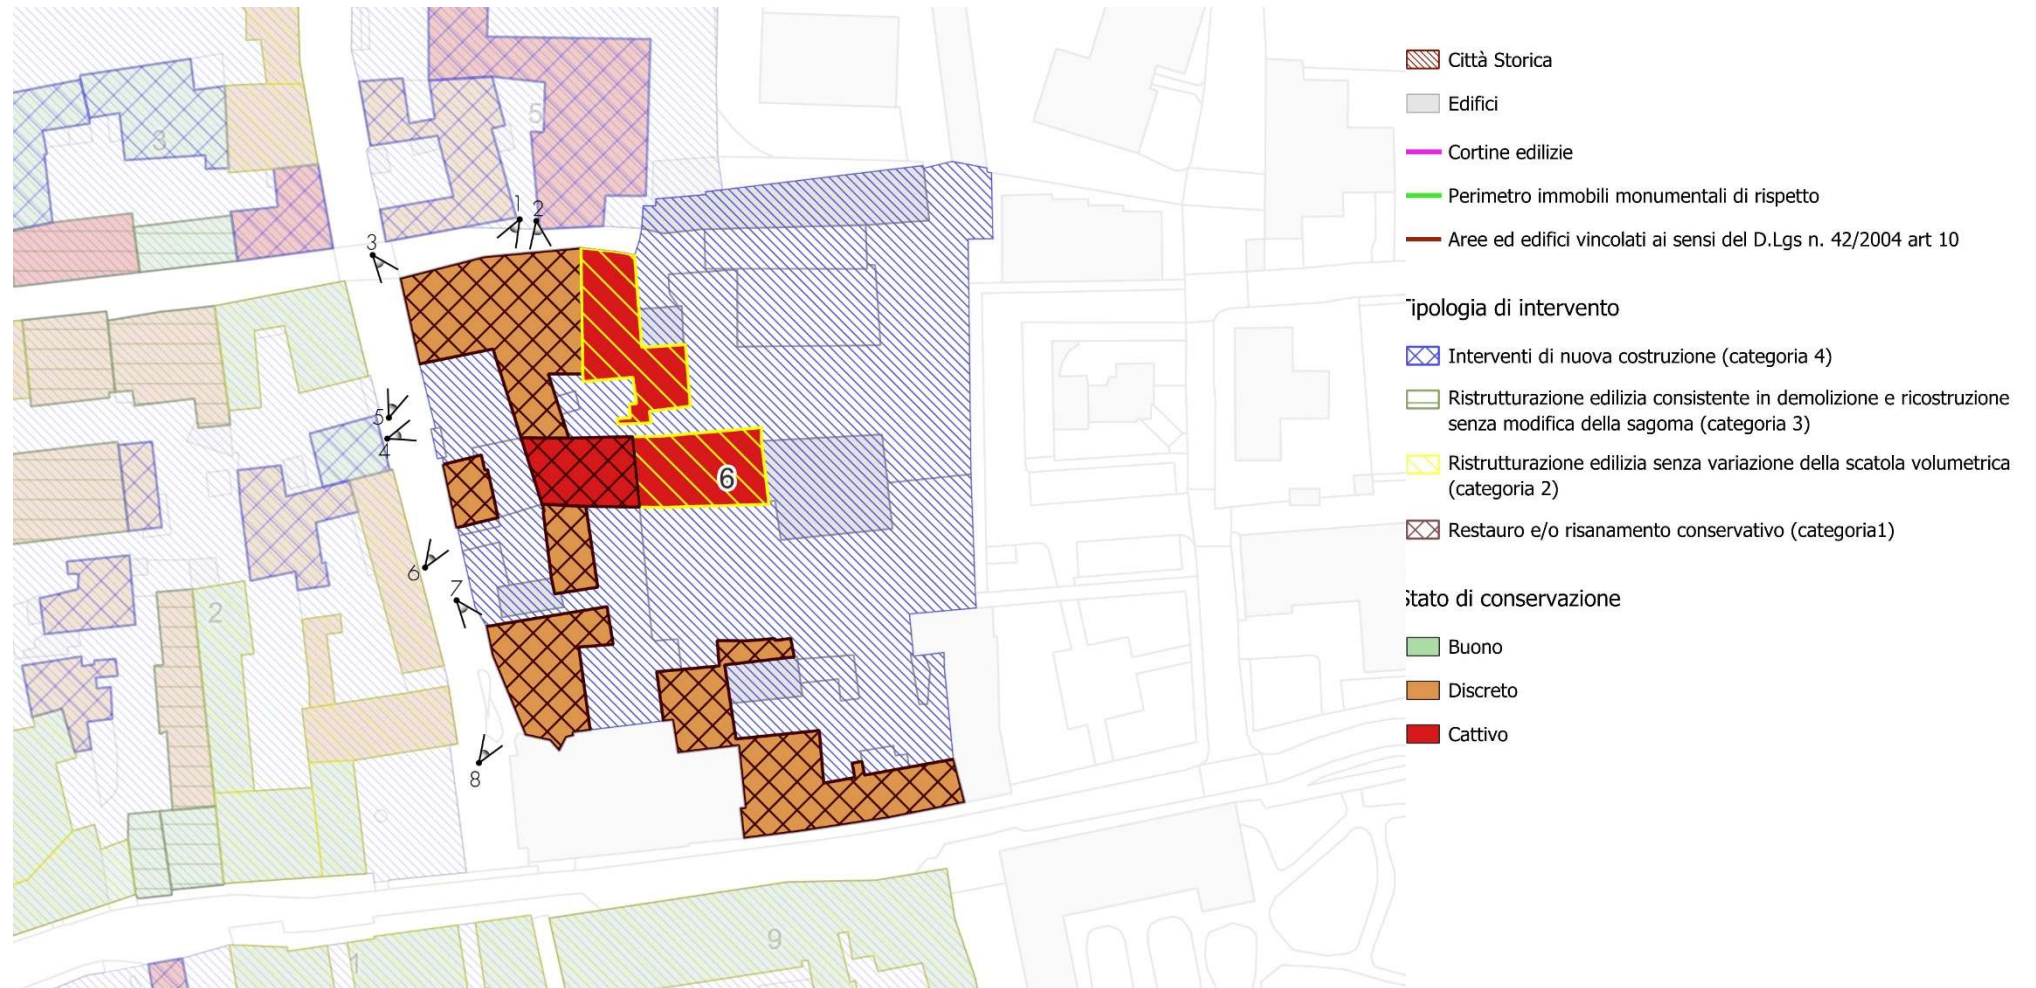 3
5
1
2
3
5
4
6
6
7
2
8
9
1
Città Storica
Edifici
Cortine edilizie
Perimetro immobili monumentali di rispetto
Aree ed edifici vincolati ai sensi del D.Lgs n. 42/2004 art 10
Tipologia di intervento
Interventi di nuova costruzione (categoria 4)
Ristrutturazione edilizia consistente in demolizione e ricostruzione
senza modifica della sagoma (categoria 3)
Ristrutturazione edilizia senza variazione della scatola volumetrica
(categoria 2)
Restauro e/o risanamento conservativo (categoria1)
Stato di conservazione
Buono
Discreto
Cattivo